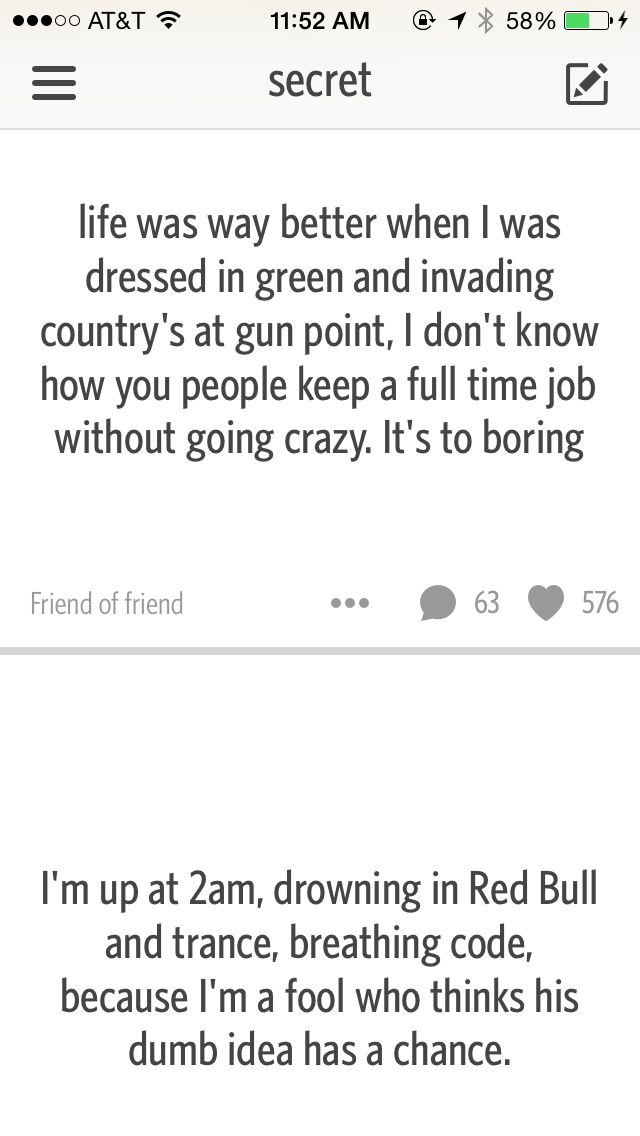 AT&T 11:52 AM 58%
secret
life was way better when I was
dressed in green and invading
country's at gun point, I don't know
how you people keep a full time job
without going crazy. It's to boring
Friend of friend 63 576
I'm up at 2am, drowning in Red Bull
and trance, breathing code,
because I'm a fool who thinks his
dumb idea has a chance.